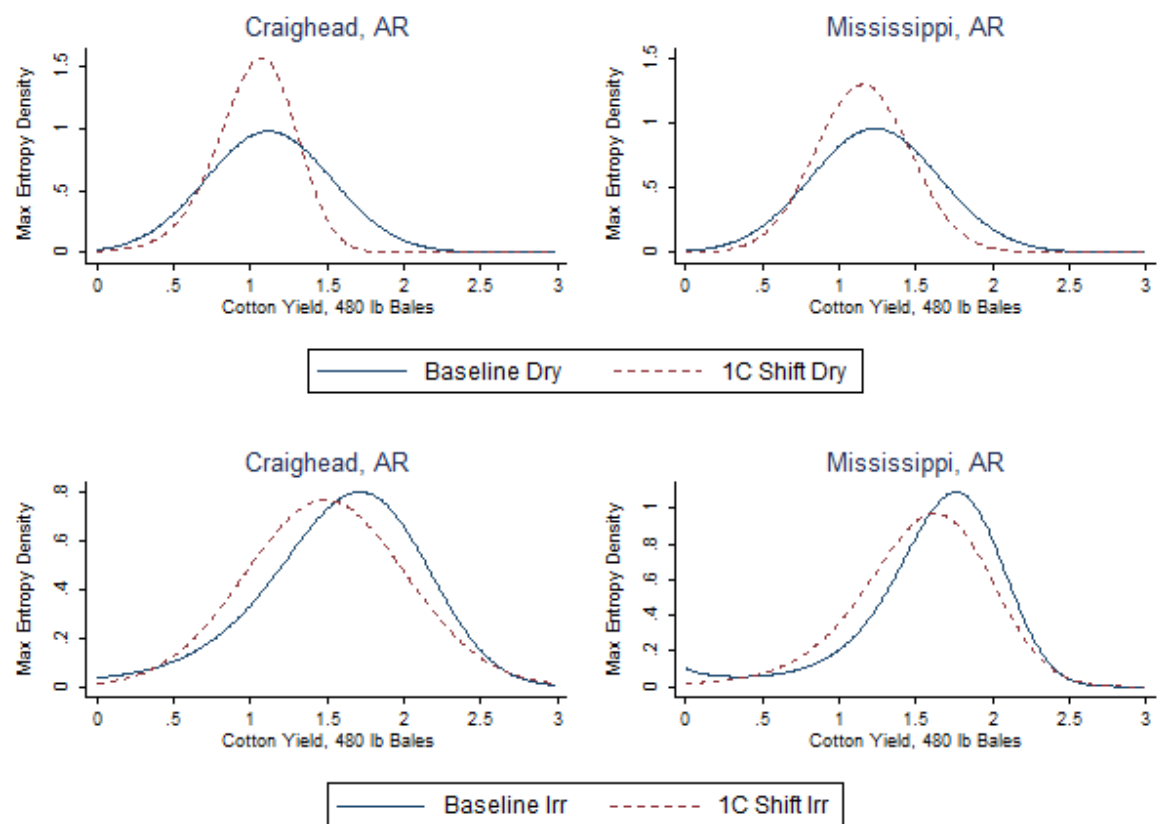 Craighead, AR
Mississippi, AR
Max Entropy Density
0 .5 1 1.5
0 .5 1 1.5 2 2.5 3
Cotton Yield, 480 lb Bales
Max Entropy Density
0 .5 1 1.5
0 .5 1 1.5 2 2.5 3
Cotton Yield, 480 lb Bales
Baseline Dry 1C Shift Dry
Craighead, AR
Mississippi, AR
Max Entropy Density
0 .2 .4 .6 .8
0 .5 1 1.5 2 2.5 3
Cotton Yield, 480 lb Bales
Max Entropy Density
0 .2 .4 .6 .8 1
0 .5 1 1.5 2 2.5 3
Cotton Yield, 480 lb Bales
Baseline Irr 1C Shift Irr